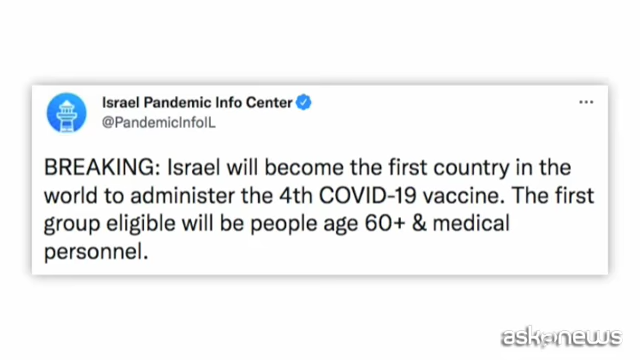 Israel Pandemic Info Center
@PandemicInfoIL
BREAKING: Israel will become the first country in the
world to administer the 4th COVID-19 vaccine. The first
group eligible will be people age 60+ & medical
personnel.
askanews